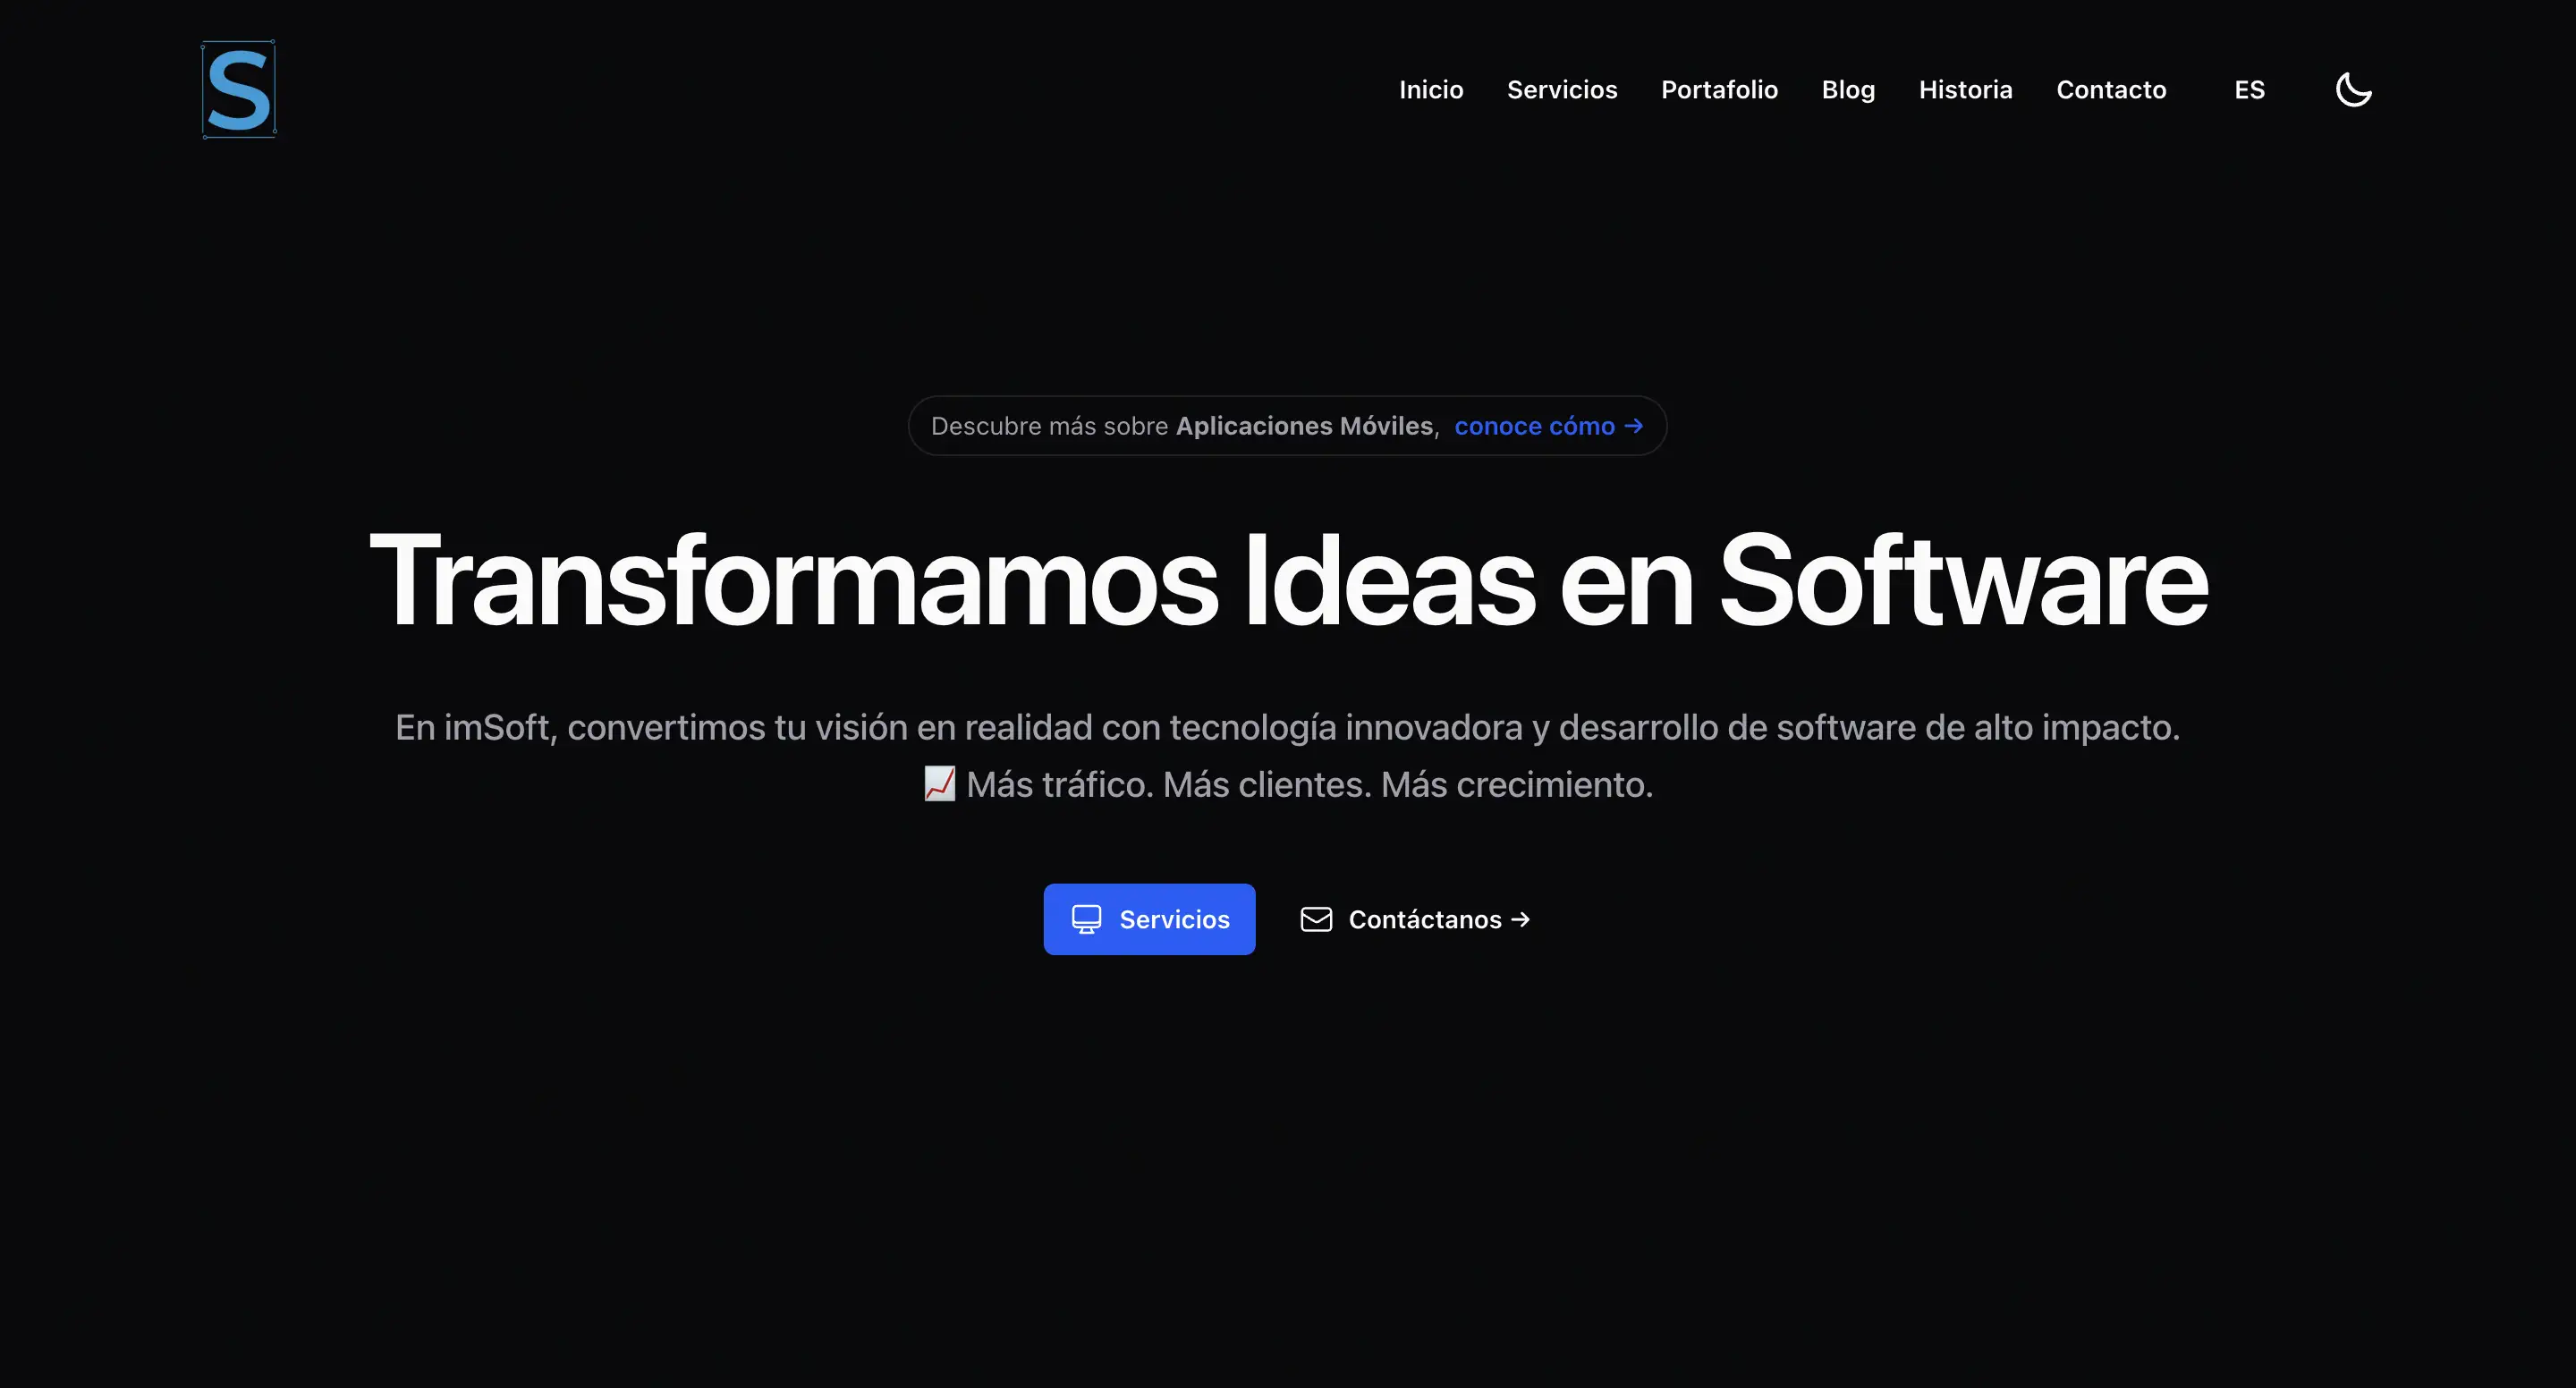 S
Inicio Servicios Portafolio Blog Historia Contacto ES
Descubre más sobre Aplicaciones Móviles, conoce cómo →
Transformamos Ideas en Software
En imSoft, convertimos tu visión en realidad con tecnología innovadora y desarrollo de software de alto impacto.
📈 Más tráfico. Más clientes. Más crecimiento.
Servicios Contáctanos →